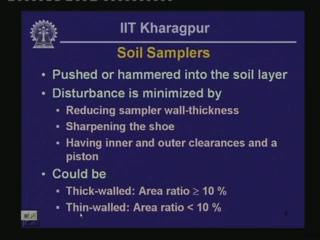 IIT Kharagpur
Soil Samplers
• Pushed or hammered into the soil layer
• Disturbance is minimized by
• Reducing sampler wall-thickness
• Sharpening the shoe
• Having inner and outer clearances and a
piston
• Could be
• Thick-walled: Area ratio ≥ 10 %
• Thin-walled: Area ratio < 10 %